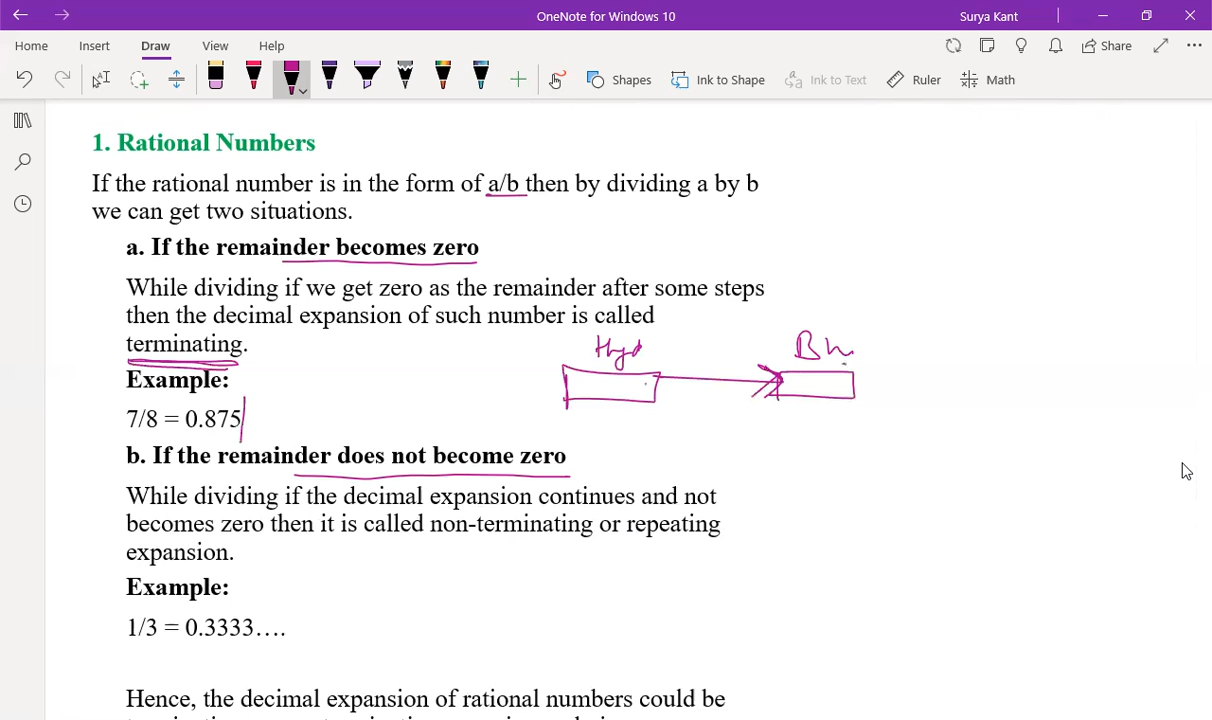 OneNote for Windows 10
Surya Kant
Home Insert Draw View Help
Share
Shapes Ink to Shape Ink to Text Ruler Math
1. Rational Numbers
If the rational number is in the form of a/b then by dividing a by b
we can get two situations.
a. If the remainder becomes zero
While dividing if we get zero as the remainder after some steps
then the decimal expansion of such number is called
terminating.
Example:
7/8 = 0.875
b. If the remainder does not become zero
While dividing if the decimal expansion continues and not
becomes zero then it is called non-terminating or repeating
expansion.
Example:
1/3 = 0.3333….
Hence, the decimal expansion of rational numbers could be